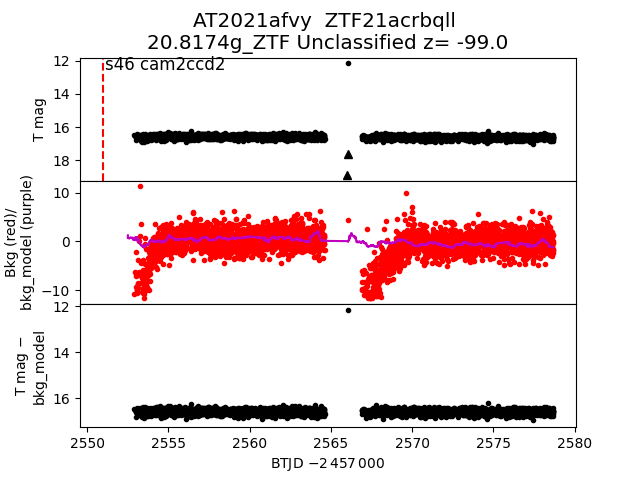 AT2021afvy  ZTF21acrbqll
20.8174g_ZTF Unclassified z= -99.0
s46 cam2ccd2
12
14
16
18
T mag
10
0
−10
Bkg (red)/
bkg_model (purple)
12
14
16
T mag −
bkg_model
2550 2555 2560 2565 2570 2575 2580
BTJD −2 457 000